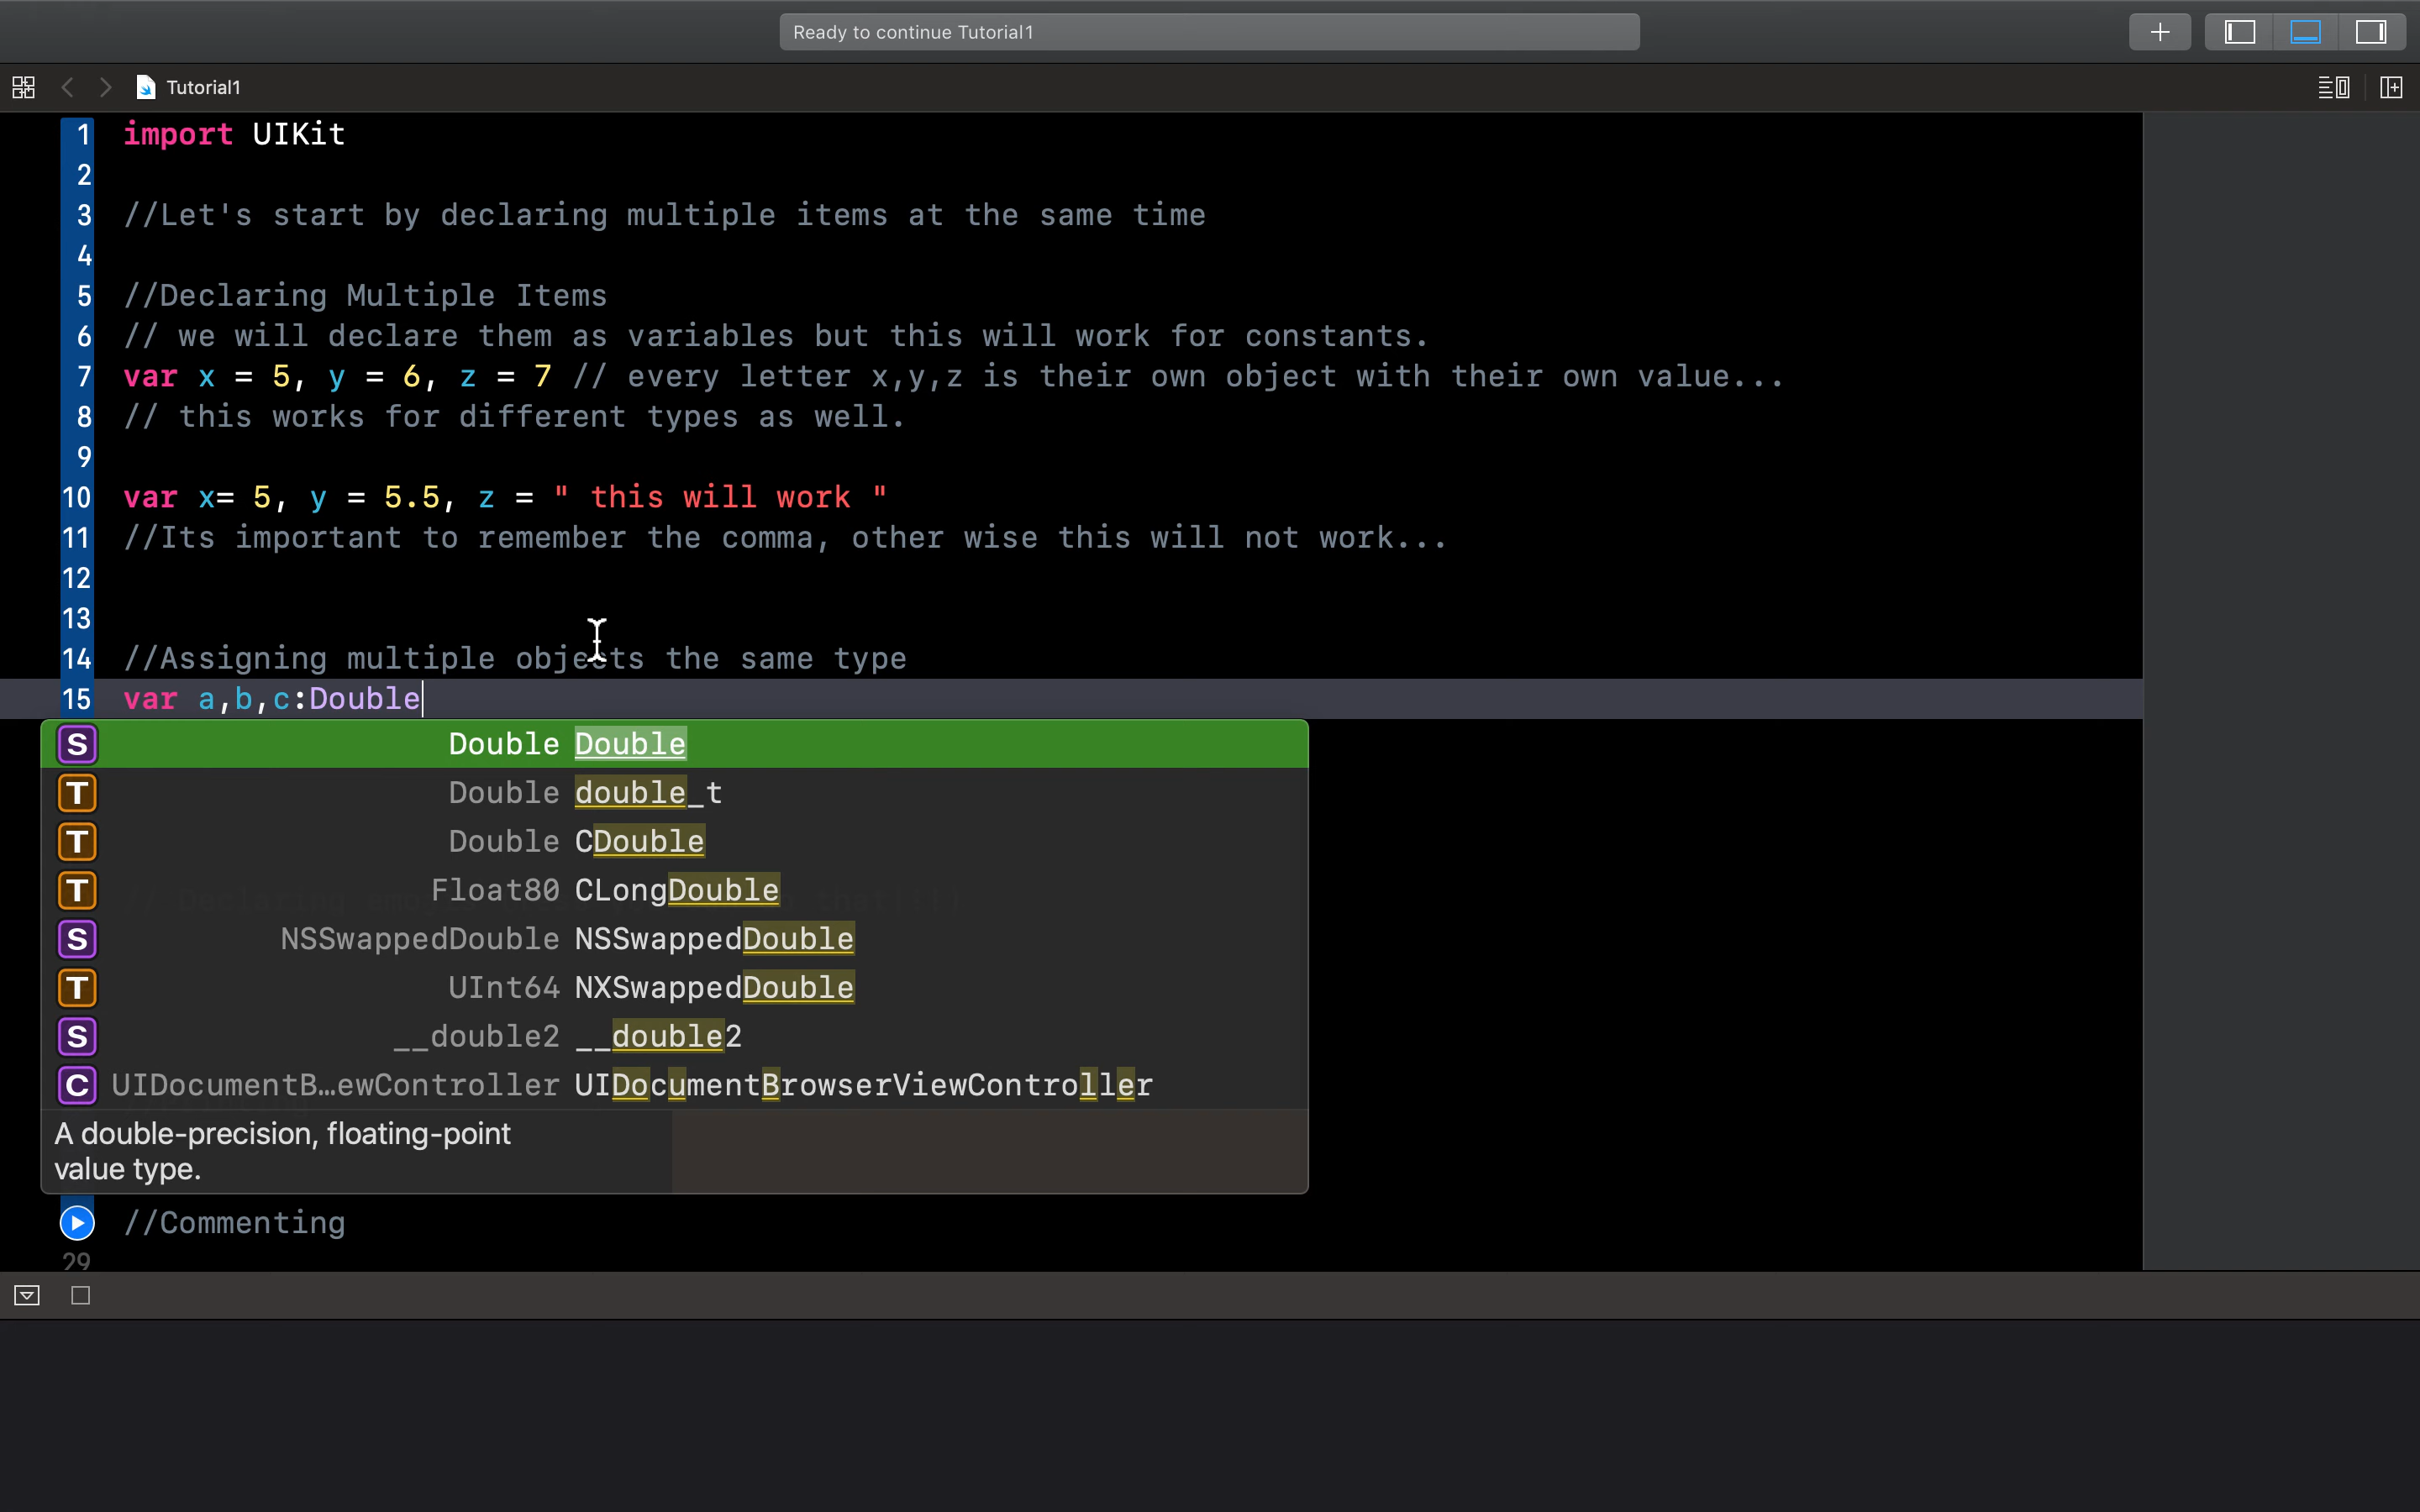 Ready to continue Tutorial1
Tutorial1
1 import UIKit
2
3 //Let's start by declaring multiple items at the same time
4
5 //Declaring Multiple Items
6 // we will declare them as variables but this will work for constants.
7 var x = 5, y = 6, z = 7 // every letter x,y,z is their own object with their own value...
8 // this works for different types as well.
9
10 var x= 5, y = 5.5, z = " this will work "
11 //Its important to remember the comma, other wise this will not work...
12
13
14 //Assigning multiple objects the same type
15 var a,b,c:Double
S Double Double
T Double double_t
T Double CDouble
T Float80 CLongDouble
S NSSwappedDouble NSSwappedDouble
T UInt64 NXSwappedDouble
S __double2 __double2
C UIDocumentB…ewController UIDocumentBrowserViewController
A double-precision, floating-point
value type.
//Commenting
29